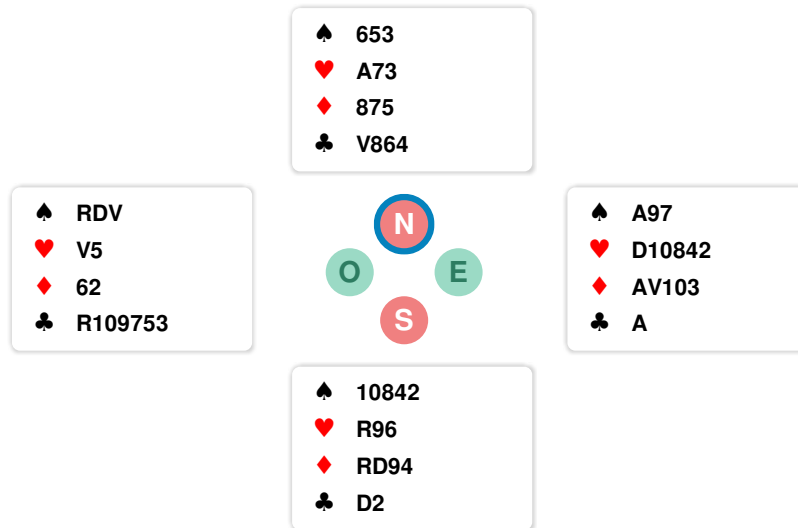 ♠ 653
♥ A73
♦ 875
♣ V864
♠ RDV
♥ V5
♦ 62
♣ R109753
N
O E
S
♠ A97
♥ D10842
♦ AV103
♣ A
♠ 10842
♥ R96
♦ RD94
♣ D2